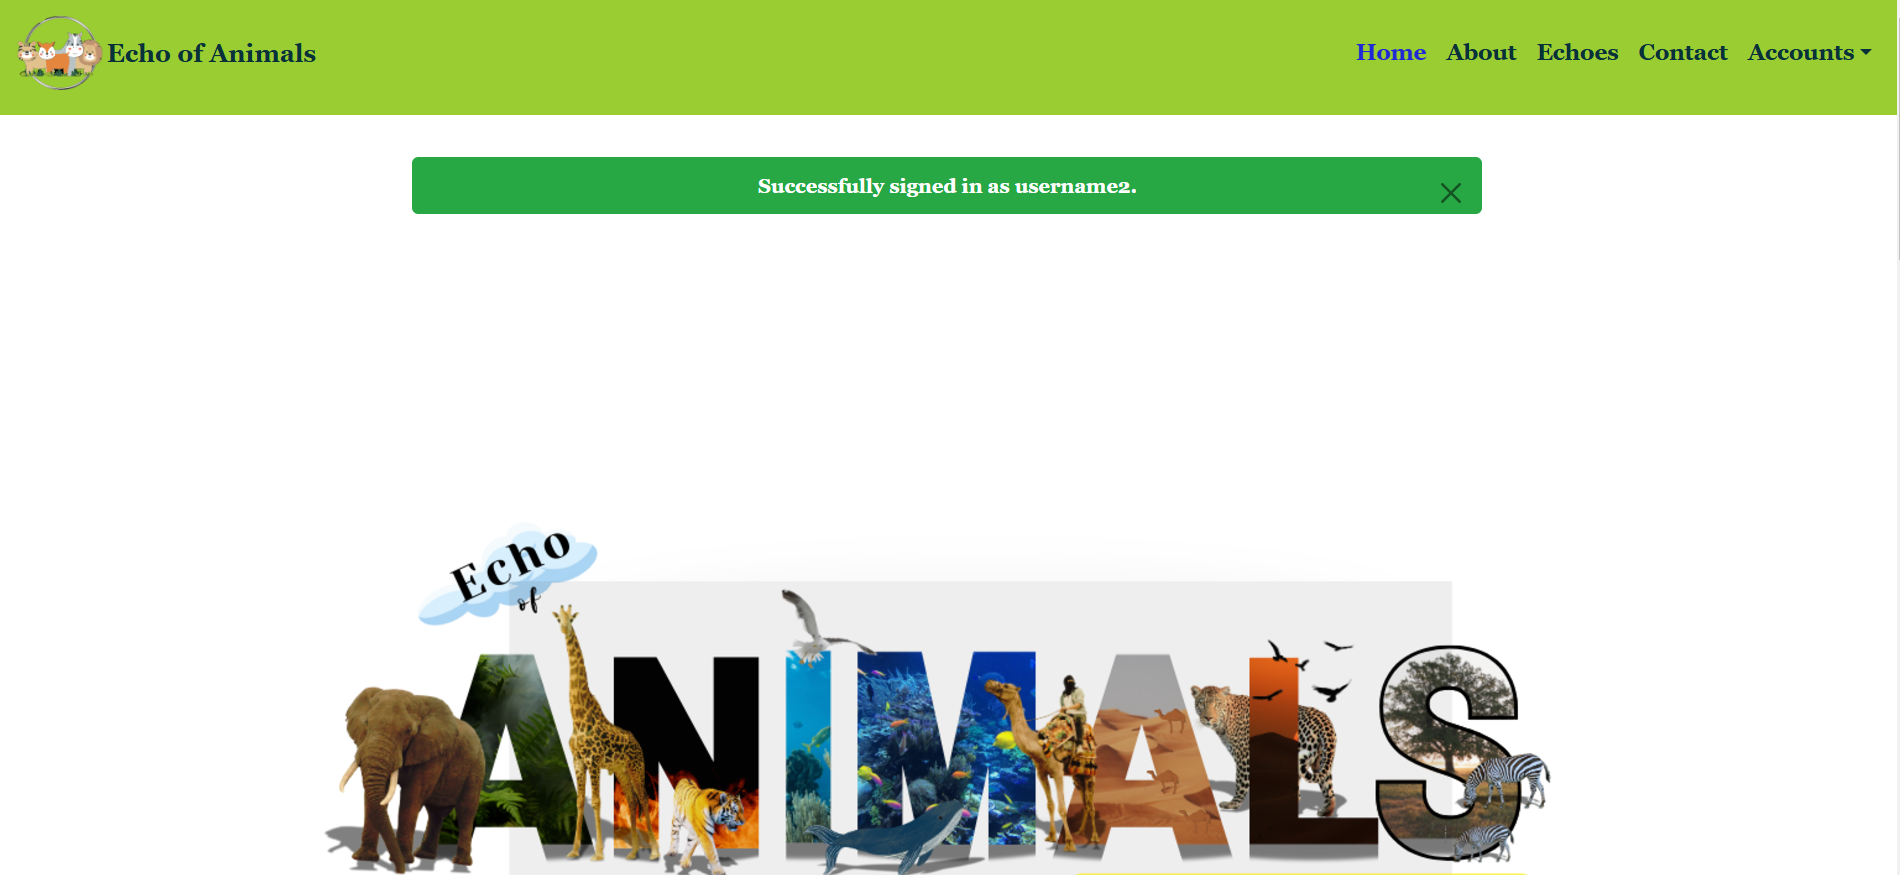 Echo of Animals
Home About Echoes Contact Accounts
Successfully signed in as username2.
Echo
of
ANIMALS